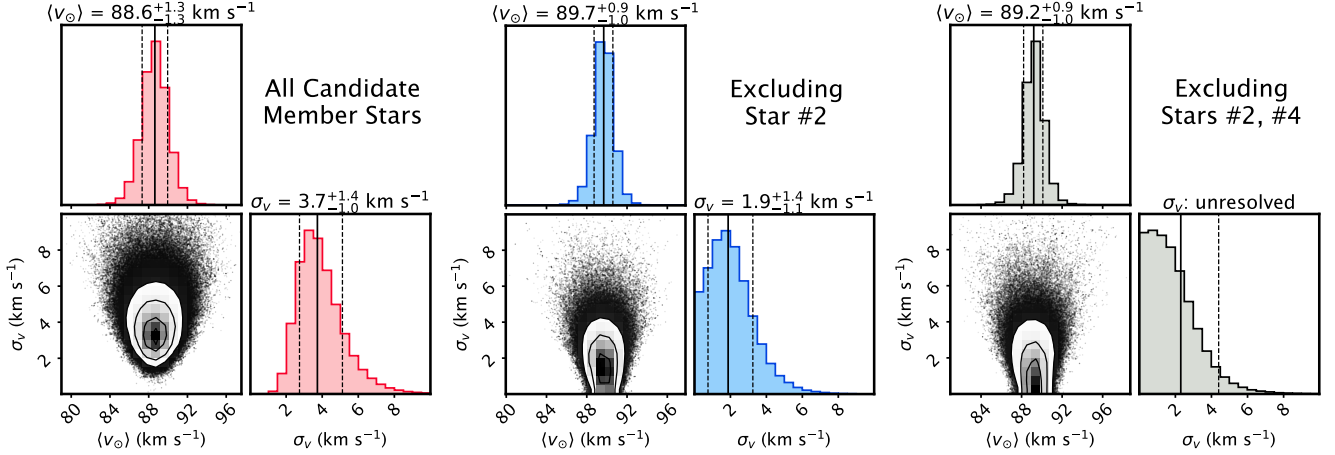 ⟨v⊙⟩ = 88.6+1.3−1.3 km s−1
⟨v⊙⟩ = 89.7+0.9−1.0 km s−1
⟨v⊙⟩ = 89.2+0.9−1.0 km s−1
All Candidate
Member Stars
Excluding
Star #2
Excluding
Stars #2, #4
σv = 3.7+1.4−1.0 km s−1
σv = 1.9+1.4−1.1 km s−1
σv: unresolved
σv (km s−1)
8
6
4
2
80 84 88 92 96
⟨v⊙⟩ (km s−1)
2 4 6 8
σv (km s−1)
σv (km s−1)
8
6
4
2
80 84 88 92 96
⟨v⊙⟩ (km s−1)
2 4 6 8
σv (km s−1)
σv (km s−1)
8
6
4
2
84 88 92 96
⟨v⊙⟩ (km s−1)
2 4 6 8
σv (km s−1)